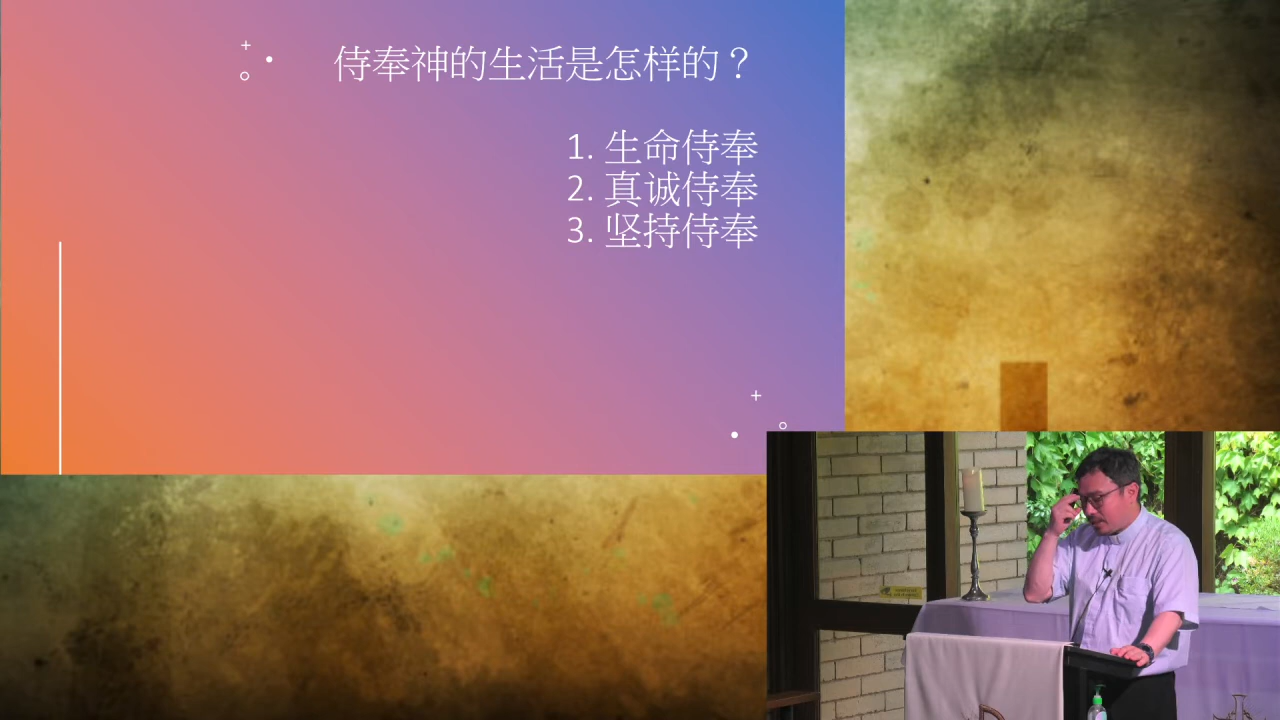 侍奉神的生活是怎样的？
1. 生命侍奉
2. 真诚侍奉
3. 坚持侍奉